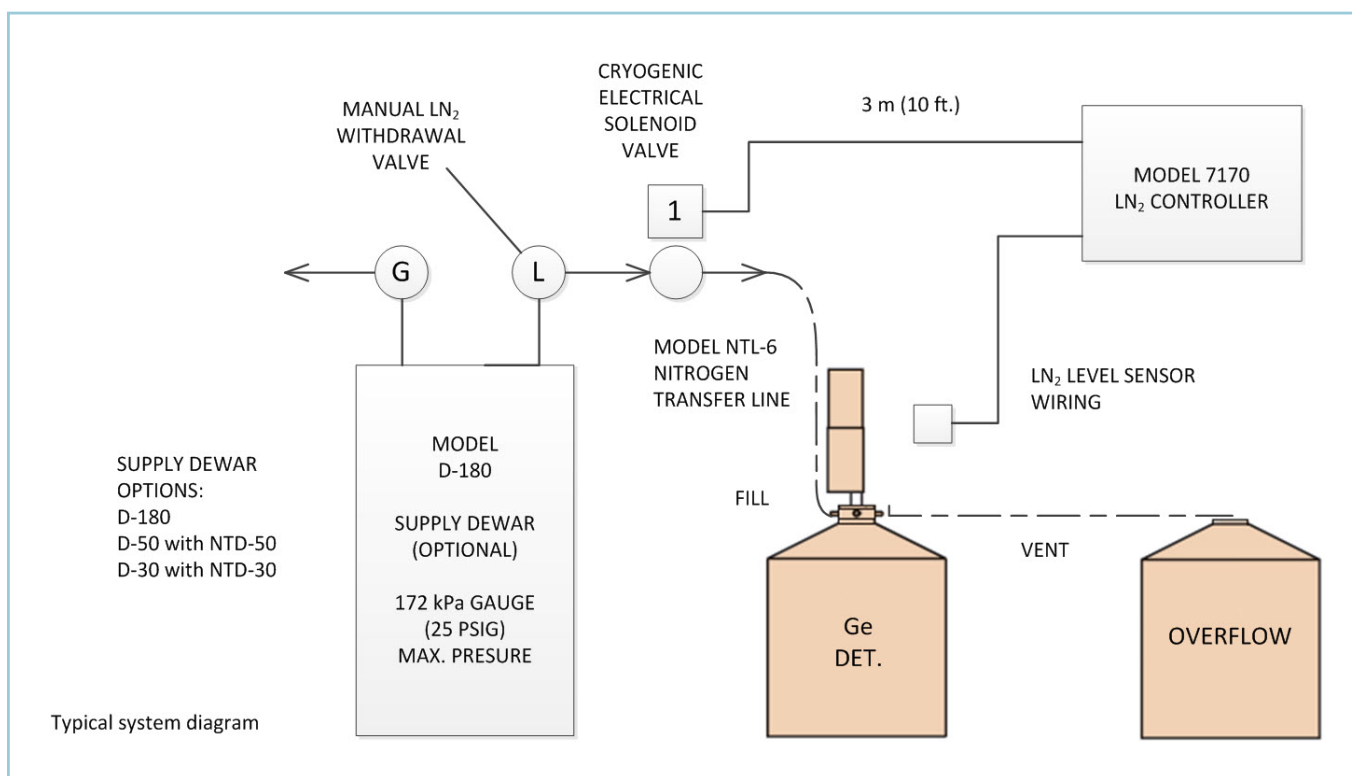 CRYOGENIC
ELECTRICAL
SOLENOID
VALVE
MANUAL LN₂
WITHDRAWAL
VALVE
3 m (10 ft.)
MODEL 7170
LN₂ CONTROLLER
1
G
L
MODEL NTL-6
NITROGEN
TRANSFER LINE
LN₂ LEVEL SENSOR
WIRING
SUPPLY DEWAR
OPTIONS:
D-180
D-50 with NTD-50
D-30 with NTD-30
MODEL
D-180
SUPPLY DEWAR
(OPTIONAL)
172 kPa GAUGE
(25 PSIG)
MAX. PRESURE
FILL
VENT
Ge
DET.
OVERFLOW
Typical system diagram